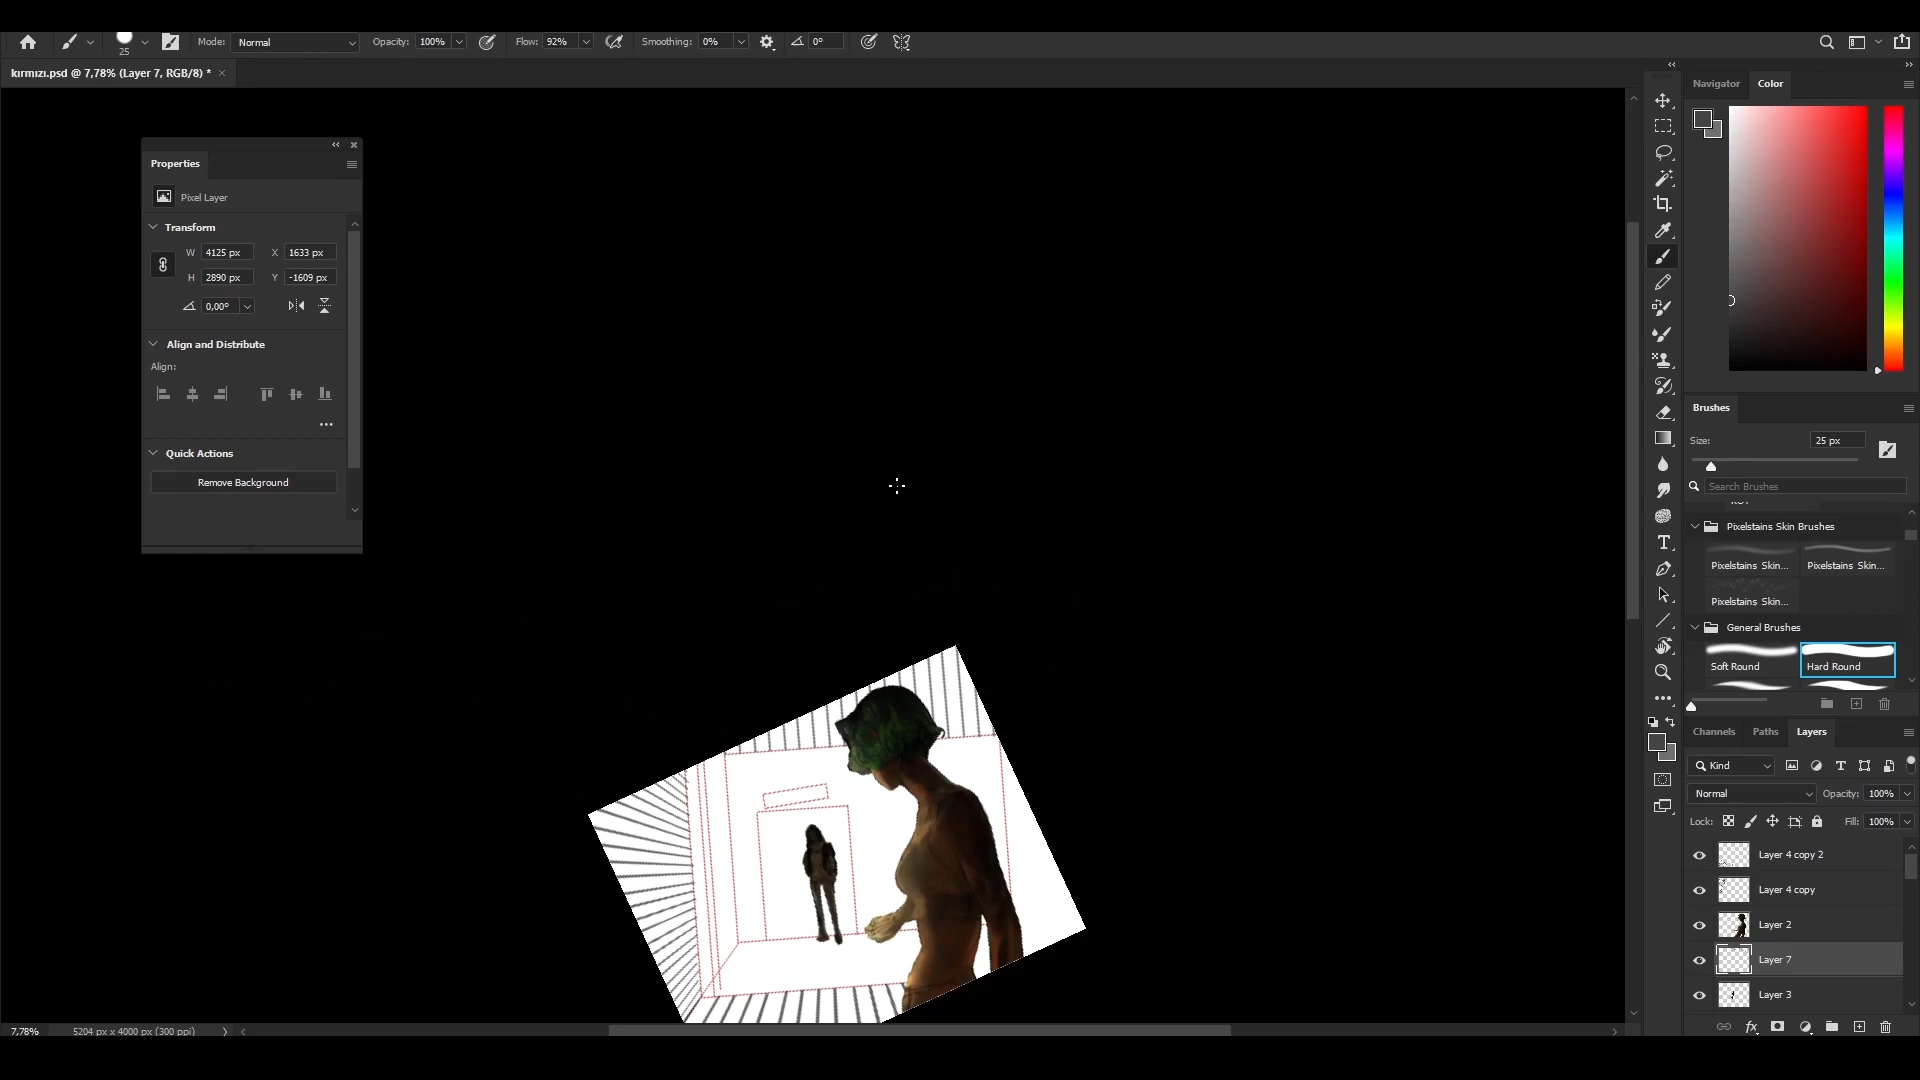 25
Mode:
Normal
Opacity:
100%
Flow:
92%
Smoothing:
0%
0°
kırmızı.psd @ 7,78% (Layer 7, RGB/8) *
Navigator
Color
Properties
Pixel Layer
Transform
W
4125 px
X
1633 px
H
2890 px
Y
-1609 px
0,00°
Align and Distribute
Align:
Quick Actions
Remove Background
Brushes
Size:
25 px
Search Brushes
Pixelstains Skin Brushes
Pixelstains Skin...
Pixelstains Skin...
Pixelstains Skin...
General Brushes
Soft Round
Hard Round
Channels
Paths
Layers
Kind
Normal
Opacity:
100%
Lock:
Fill:
100%
Layer 4 copy 2
Layer 4 copy
Layer 2
Layer 7
Layer 3
7,78%
5204 px x 4000 px (300 ppi)